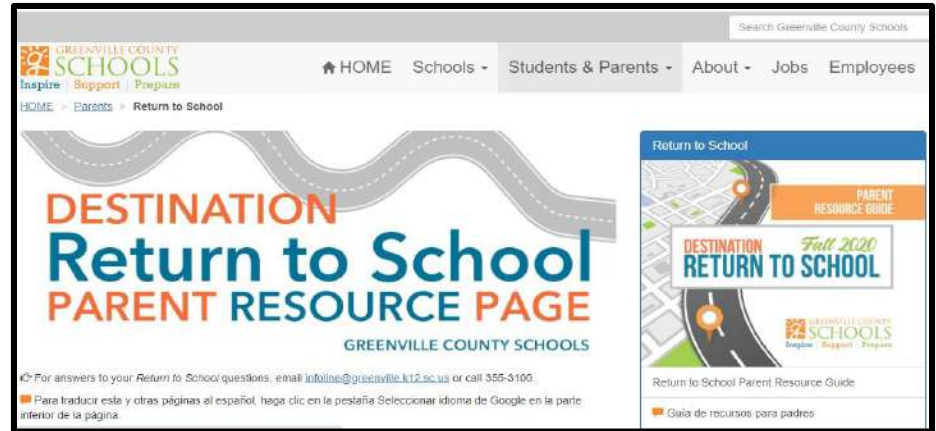 Search Greenville County Schools
GREENVILLE COUNTY
SCHOOLS
Inspire | Support | Prepare
HOME Schools Students & Parents About Jobs Employees
HOME > Parents > Return to School
DESTINATION
Return to School
PARENT RESOURCE PAGE
GREENVILLE COUNTY SCHOOLS
For answers to your Return to School questions, email infoline@greenville.k12.sc.us or call 355-3100.
Para traducir esta y otras páginas al español, haga clic en la pestaña Seleccionar idioma de Google en la parte
inferior de la página.
Return to School
PARENT
RESOURCE GUIDE
DESTINATION Fall 2020
RETURN TO SCHOOL
GREENVILLE COUNTY
SCHOOLS
Inspire | Support | Prepare
Return to School Parent Resource Guide
Guía de recursos para padres